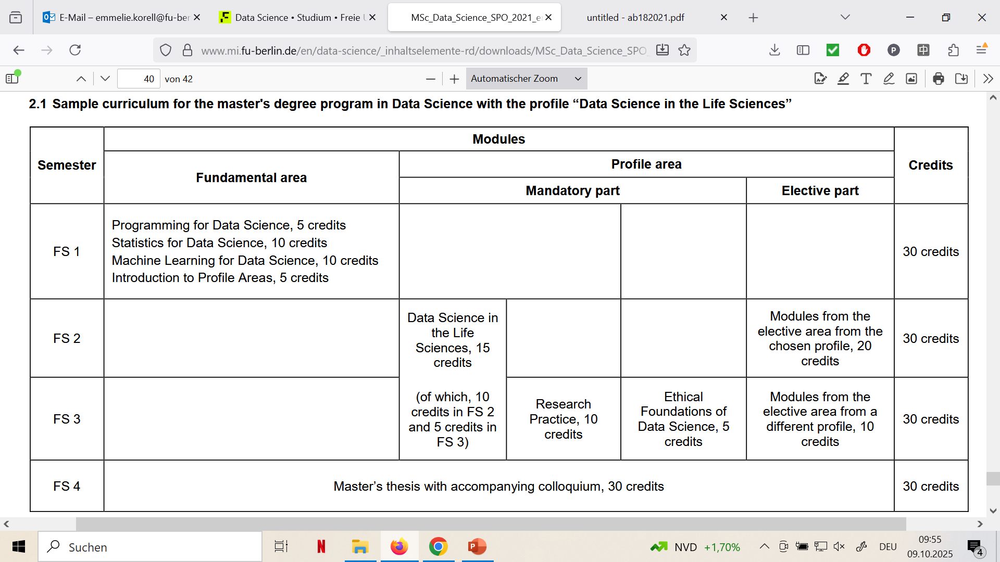 E-Mail – emmelie.korell@fu-ber
Data Science • Studium • Freie U
MSc_Data_Science_SPO_2021_e
untitled - ab182021.pdf
www.mi.fu-berlin.de/en/data-science/_inhaltselemente-rd/downloads/MSc_Data_Science_SPO_
40 von 42
Automatischer Zoom
2.1 Sample curriculum for the master's degree program in Data Science with the profile “Data Science in the Life Sciences”
Semester
Modules
Credits
Fundamental area
Profile area
Mandatory part
Elective part
FS 1
Programming for Data Science, 5 credits
Statistics for Data Science, 10 credits
Machine Learning for Data Science, 10 credits
Introduction to Profile Areas, 5 credits
30 credits
FS 2
Data Science in
the Life
Sciences, 15
credits
Modules from the
elective area from the
chosen profile, 20
credits
30 credits
FS 3
(of which, 10
credits in FS 2
and 5 credits in
FS 3)
Research
Practice, 10
credits
Ethical
Foundations of
Data Science, 5
credits
Modules from the
elective area from a
different profile, 10
credits
30 credits
FS 4
Master’s thesis with accompanying colloquium, 30 credits
30 credits
Suchen
NVD +1,70%
DEU
09:55
09.10.2025
4